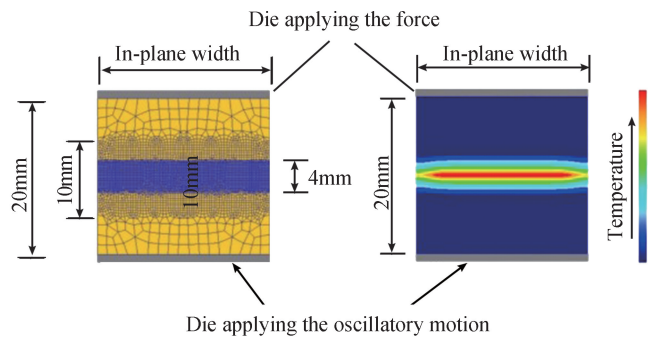 Die applying the force
In-plane width
In-plane width
20mm
10mm
10mm
4mm
20mm
Temperature
Die applying the oscillatory motion